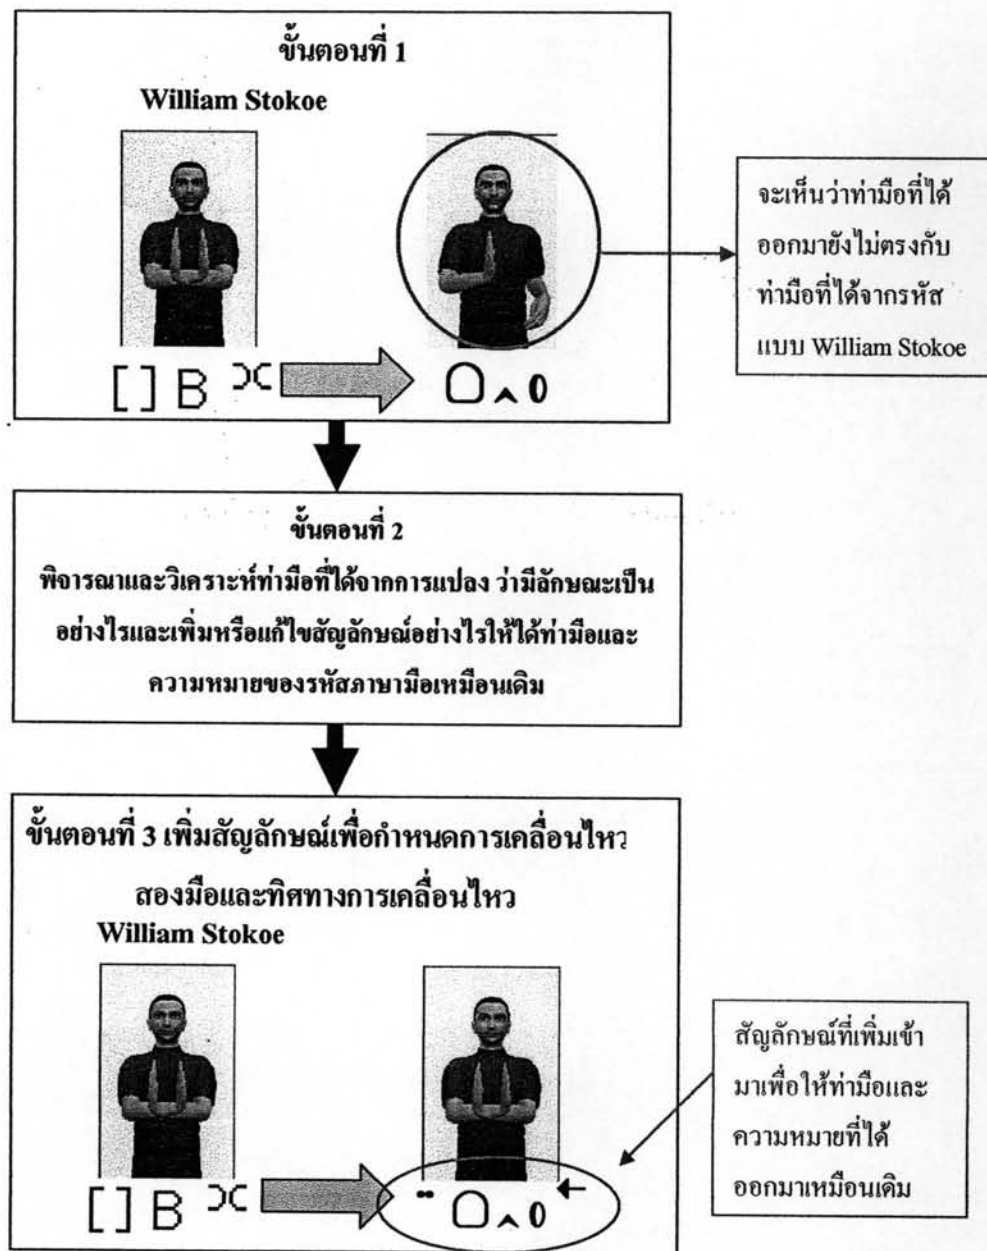 ขั้นตอนที่ 1
William Stokoe
[ ] B
จะเห็นว่าท่ามือที่ได้
ออกมายังไม่ตรงกับ
ท่ามือที่ได้จากรหัส
แบบ William Stokoe
ขั้นตอนที่ 2
พิจารณาและวิเคราะห์ท่ามือที่ได้จากการแปลง ว่ามีลักษณะเป็น
อย่างไรและเพิ่มหรือแก้ไขสัญลักษณ์อย่างไรให้ได้ท่ามือและ
ความหมายของรหัสภาษามือเหมือนเดิม
ขั้นตอนที่ 3 เพิ่มสัญลักษณ์เพื่อกำหนดการเคลื่อนไหว
สองมือและทิศทางการเคลื่อนไหว
William Stokoe
[ ] B
สัญลักษณ์ที่เพิ่มเข้า
มาเพื่อให้ท่ามือและ
ความหมายที่ได้
ออกมาเหมือนเดิม